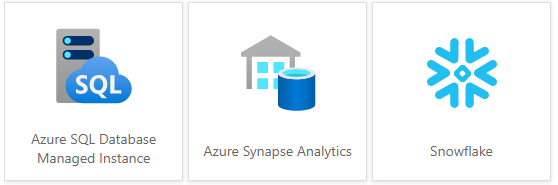 SQL
Azure SQL Database
Managed Instance
Azure Synapse Analytics
Snowflake